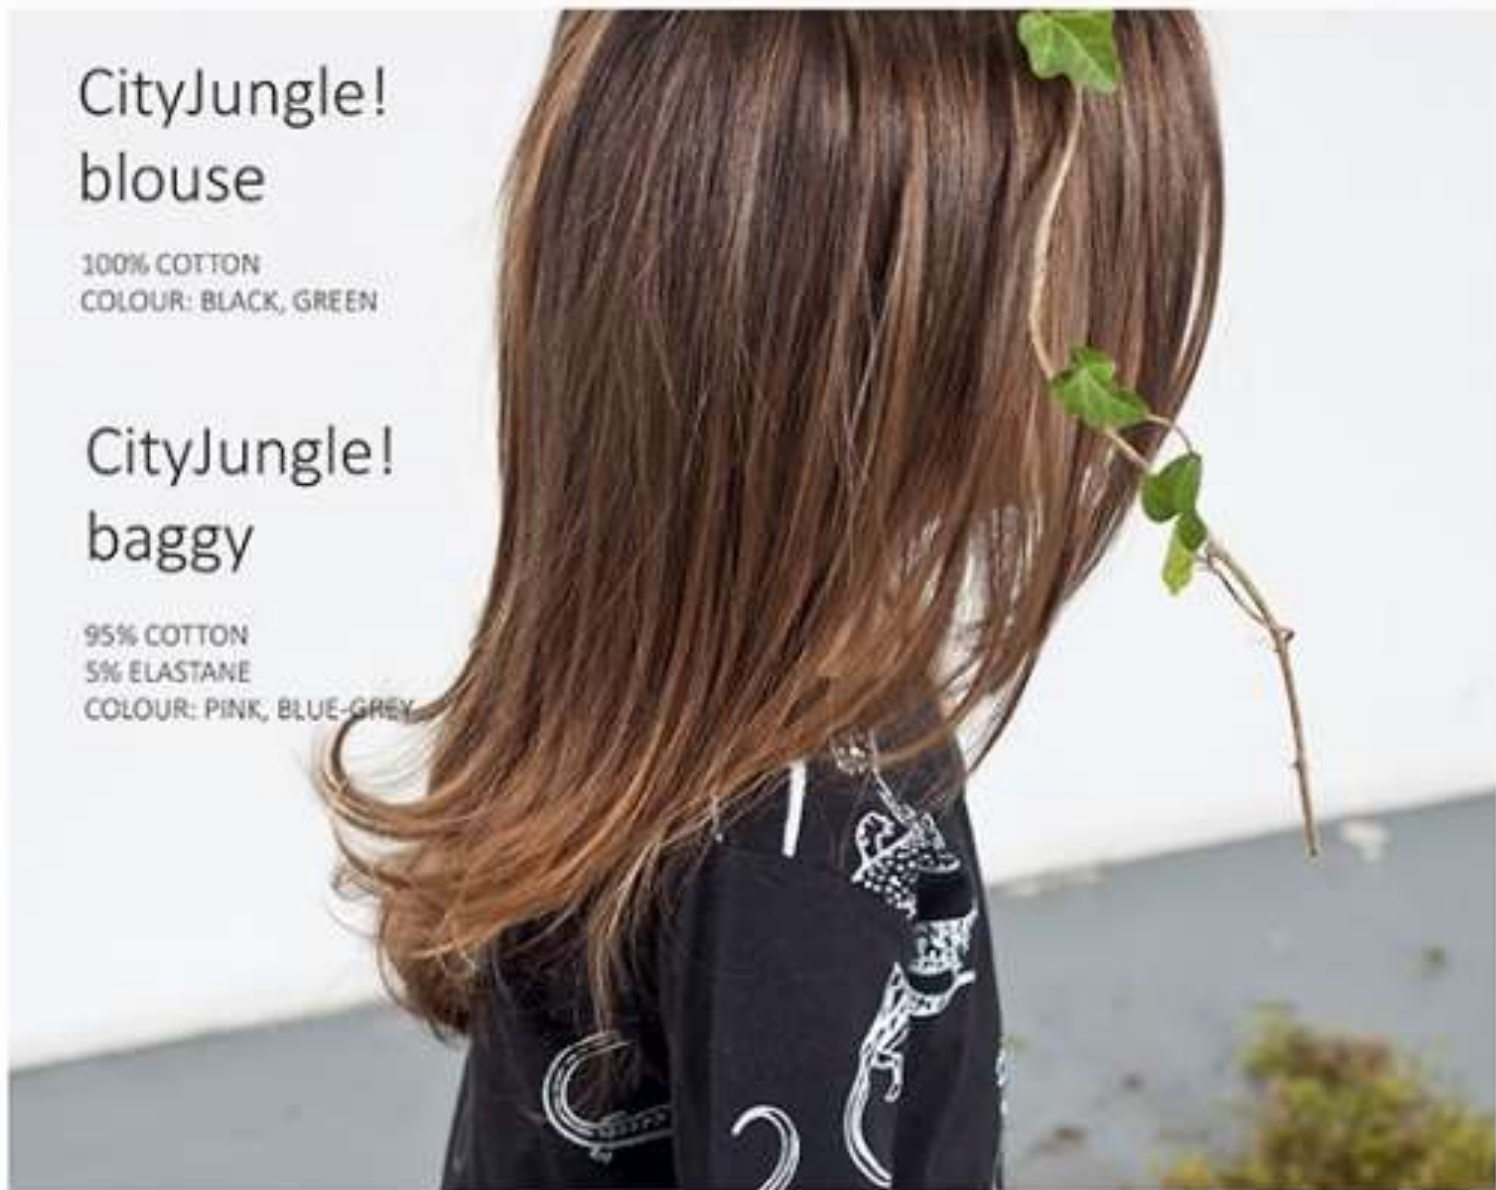 CityJungle!
blouse
100% COTTON
COLOUR: BLACK, GREEN
CityJungle!
baggy
95% COTTON
5% ELASTANE
COLOUR: PINK, BLUE-GREY